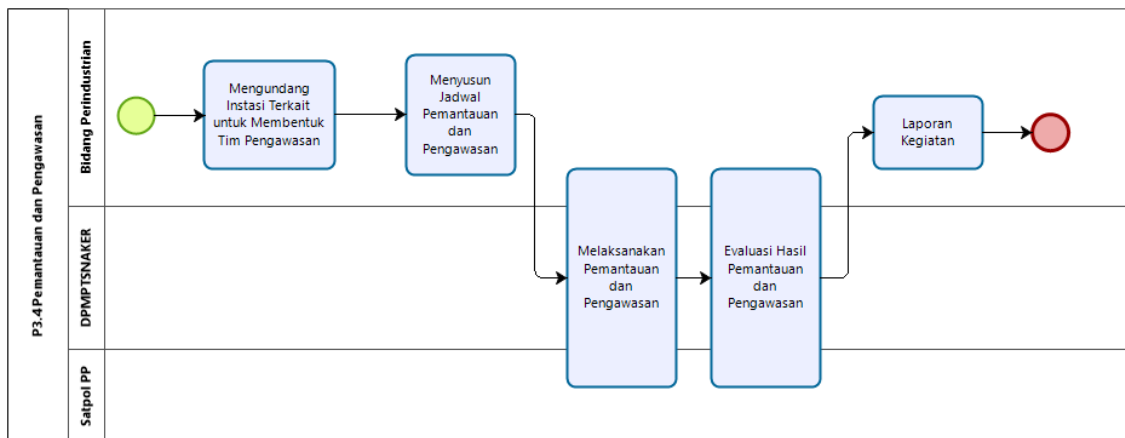 P3.4Pemantauan dan Pengawasan
Bidang Perindustrian
Mengundang
Instasi Terkait
untuk Membentuk
Tim Pengawasan
Menyusun
Jadwal
Pemantauan
dan
Pengawasan
Laporan
Kegiatan
DPMPTSNAKER
Melaksanakan
Pemantauan
dan
Pengawasan
Evaluasi Hasil
Pemantauan
dan
Pengawasan
Satpol PP